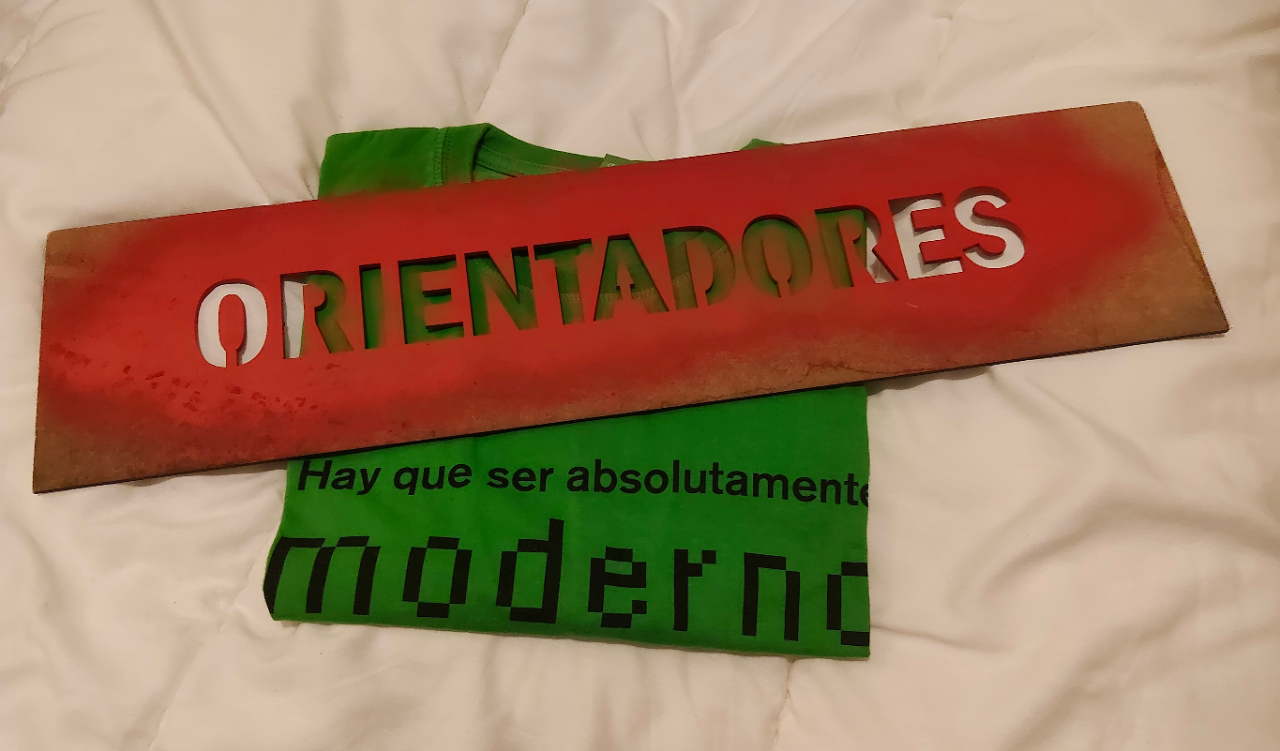 ORIENTADORES
Hay que ser absolutamente
moderno